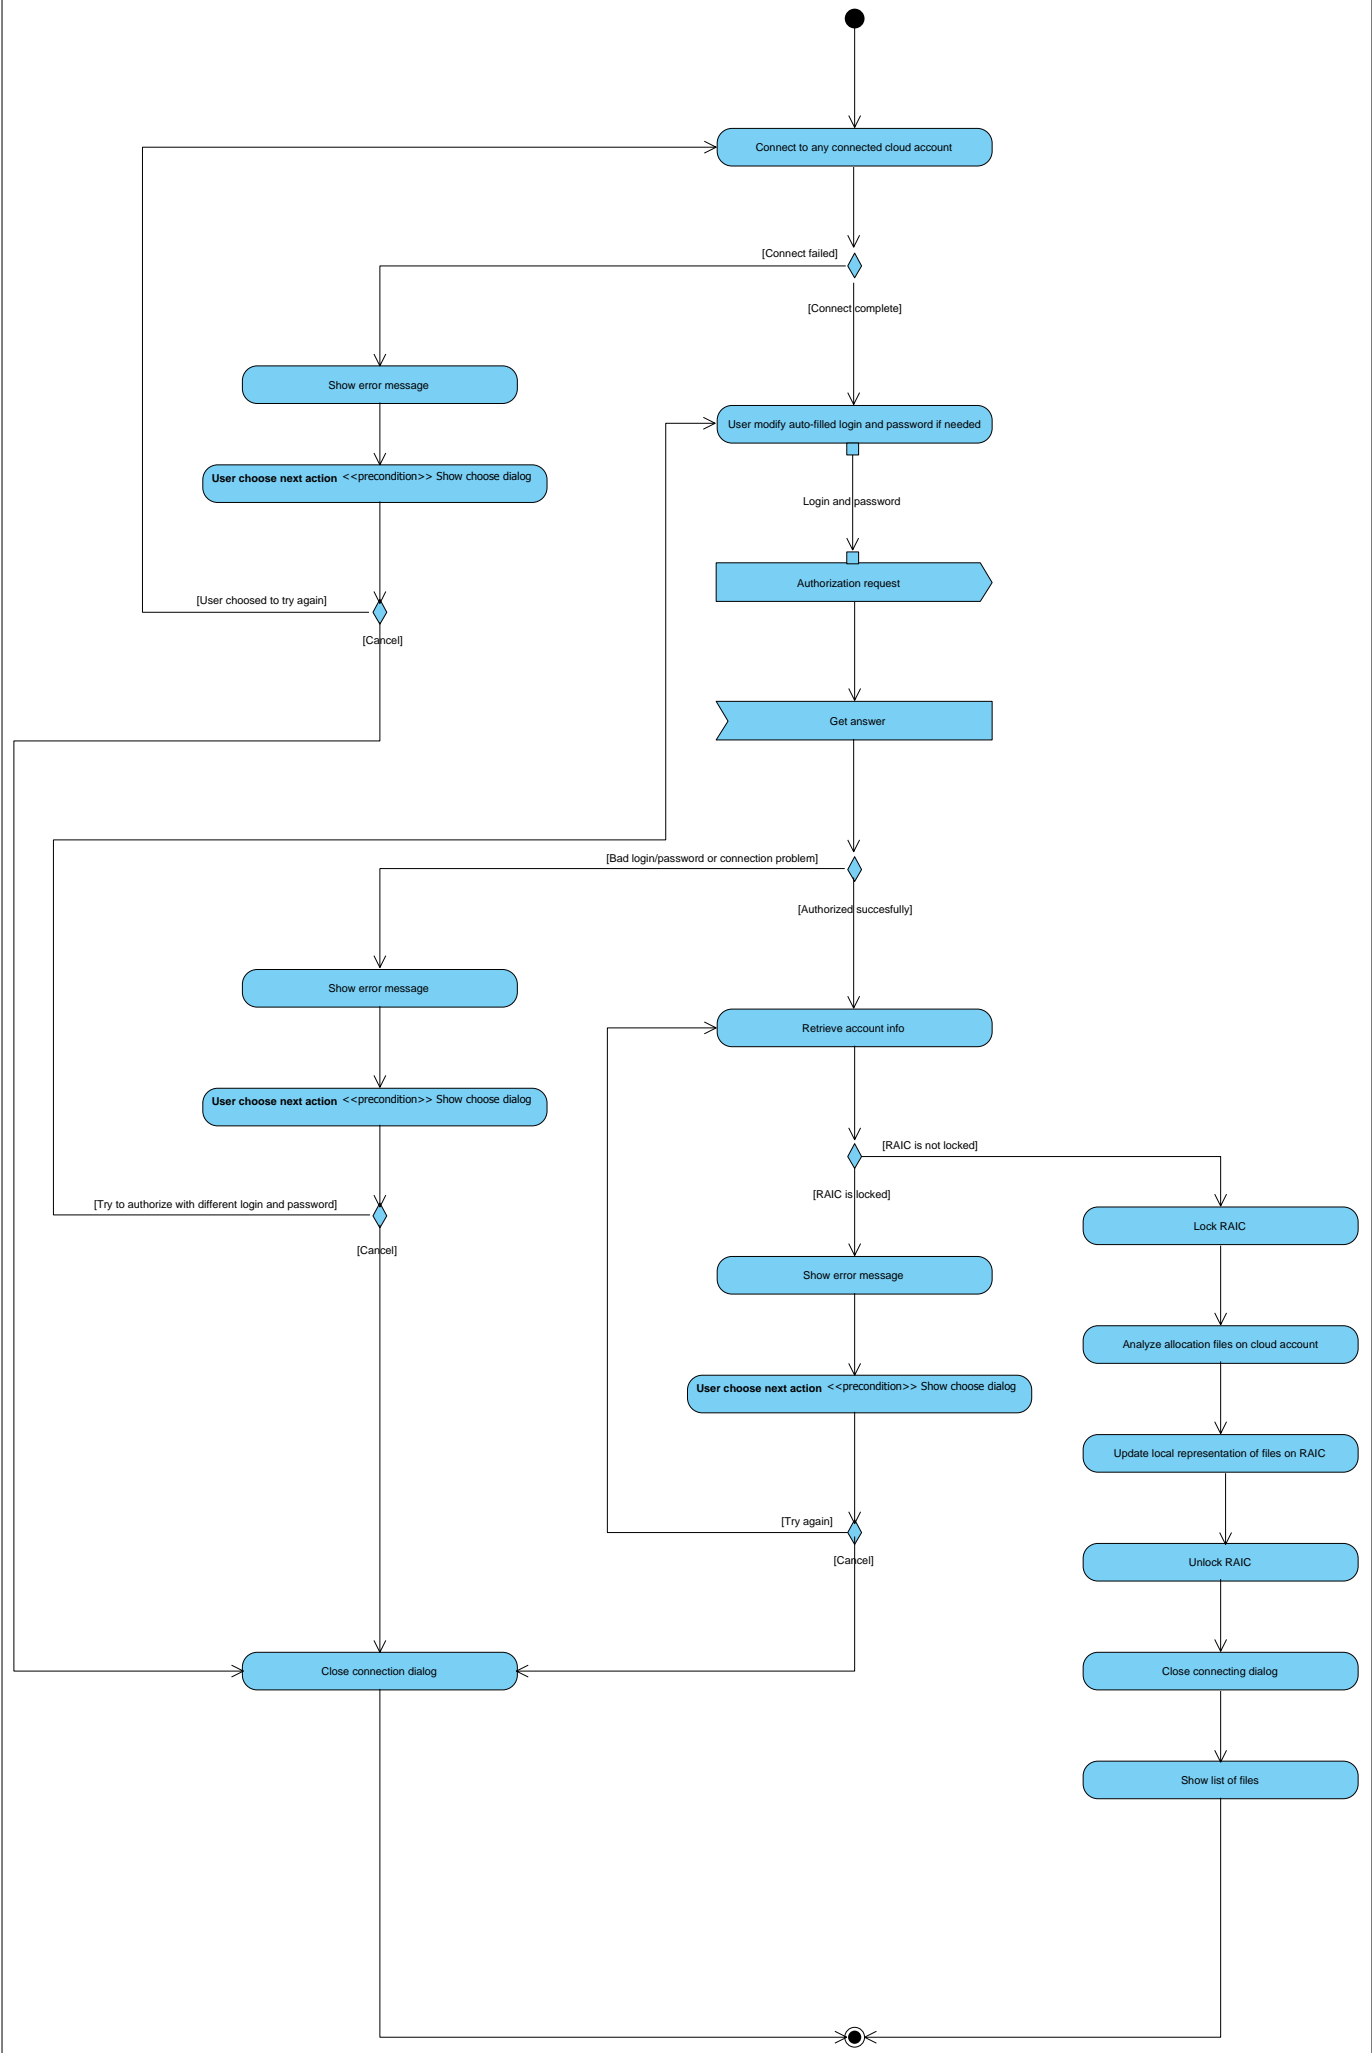 Connect to any connected cloud account
[Connect failed]
[Connect complete]
Show error message
User modify auto-filled login and password if needed
User choose next action <<precondition>> Show choose dialog
Login and password
Authorization request
[User choosed to try again]
[Cancel]
Get answer
[Bad login/password or connection problem]
[Authorized succesfully]
Show error message
Retrieve account info
User choose next action <<precondition>> Show choose dialog
[RAIC is not locked]
[RAIC is locked]
[Try to authorize with different login and password]
Lock RAIC
[Cancel]
Show error message
Analyze allocation files on cloud account
User choose next action <<precondition>> Show choose dialog
Update local representation of files on RAIC
[Try again]
[Cancel]
Unlock RAIC
Close connection dialog
Close connecting dialog
Show list of files